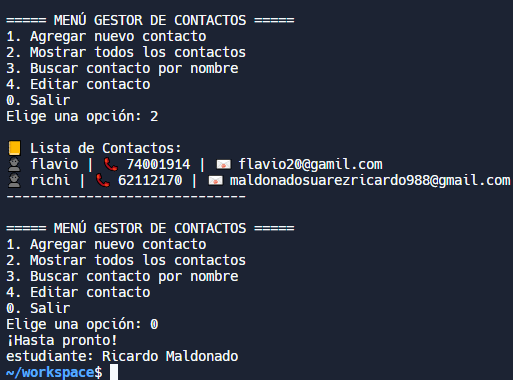 ===== MENÚ GESTOR DE CONTACTOS =====
1. Agregar nuevo contacto
2. Mostrar todos los contactos
3. Buscar contacto por nombre
4. Editar contacto
0. Salir
Elige una opción: 2
📒 Lista de Contactos:
👤 flavio | 📞 74001914 | 📧 flavio20@gamil.com
👤 richi | 📞 62112170 | 📧 maldonadosuarezricardo988@gmail.com
------------------------------
===== MENÚ GESTOR DE CONTACTOS =====
1. Agregar nuevo contacto
2. Mostrar todos los contactos
3. Buscar contacto por nombre
4. Editar contacto
0. Salir
Elige una opción: 0
¡Hasta pronto!
estudiante: Ricardo Maldonado
~/workspace$